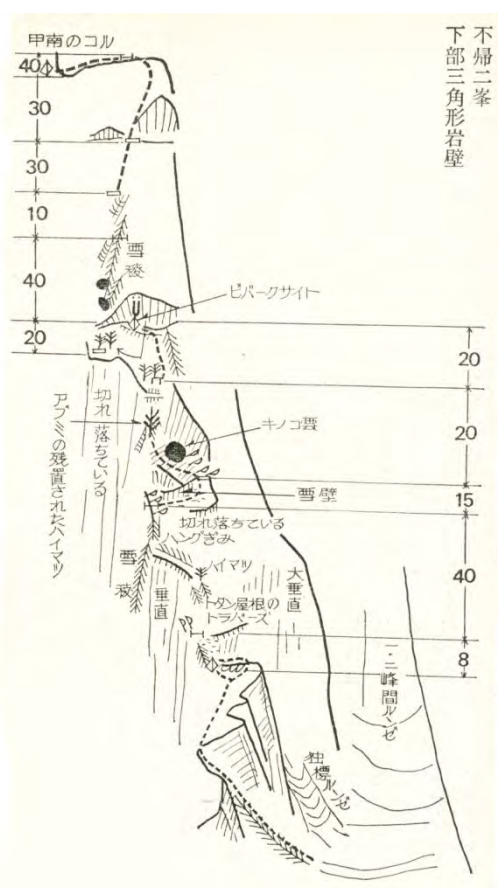 不帰二峯
下部三角形岩壁
甲南のコル
40
30
30
10
雪稜
40
ビバークサイト
20
20
アブミの残置されたハイマツ
切れ落ちている
キノコ雪
20
雪壁
15
切れ落ちている
ハングぎみ
雪稜
垂直
ハイマツ
大垂直
40
トタン屋根の
トラバース
8
一・二峰間ルンゼ
独標ルンゼ